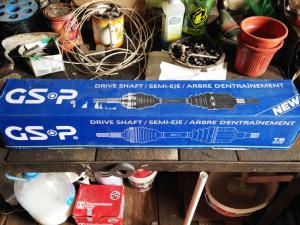 DRIVE SHAFT / SEMI-EJE / ARBRE D'ENTRAÎNEMENT
GSP
NEW
DRIVE SHAFT / SEMI-EJE / ARBRE D'ENTRAÎNEMENT
GSP